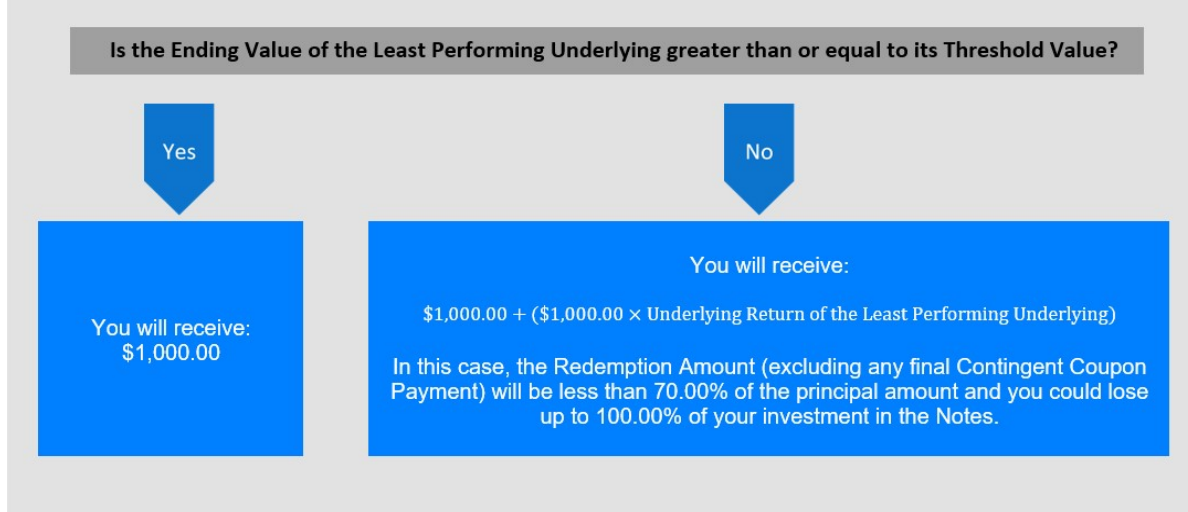 Is the Ending Value of the Least Performing Underlying greater than or equal to its Threshold Value?
Yes
No
You will receive:
$1,000.00
You will receive:
$1,000.00 + ($1,000.00 × Underlying Return of the Least Performing Underlying)
In this case, the Redemption Amount (excluding any final Contingent Coupon
Payment) will be less than 70.00% of the principal amount and you could lose
up to 100.00% of your investment in the Notes.